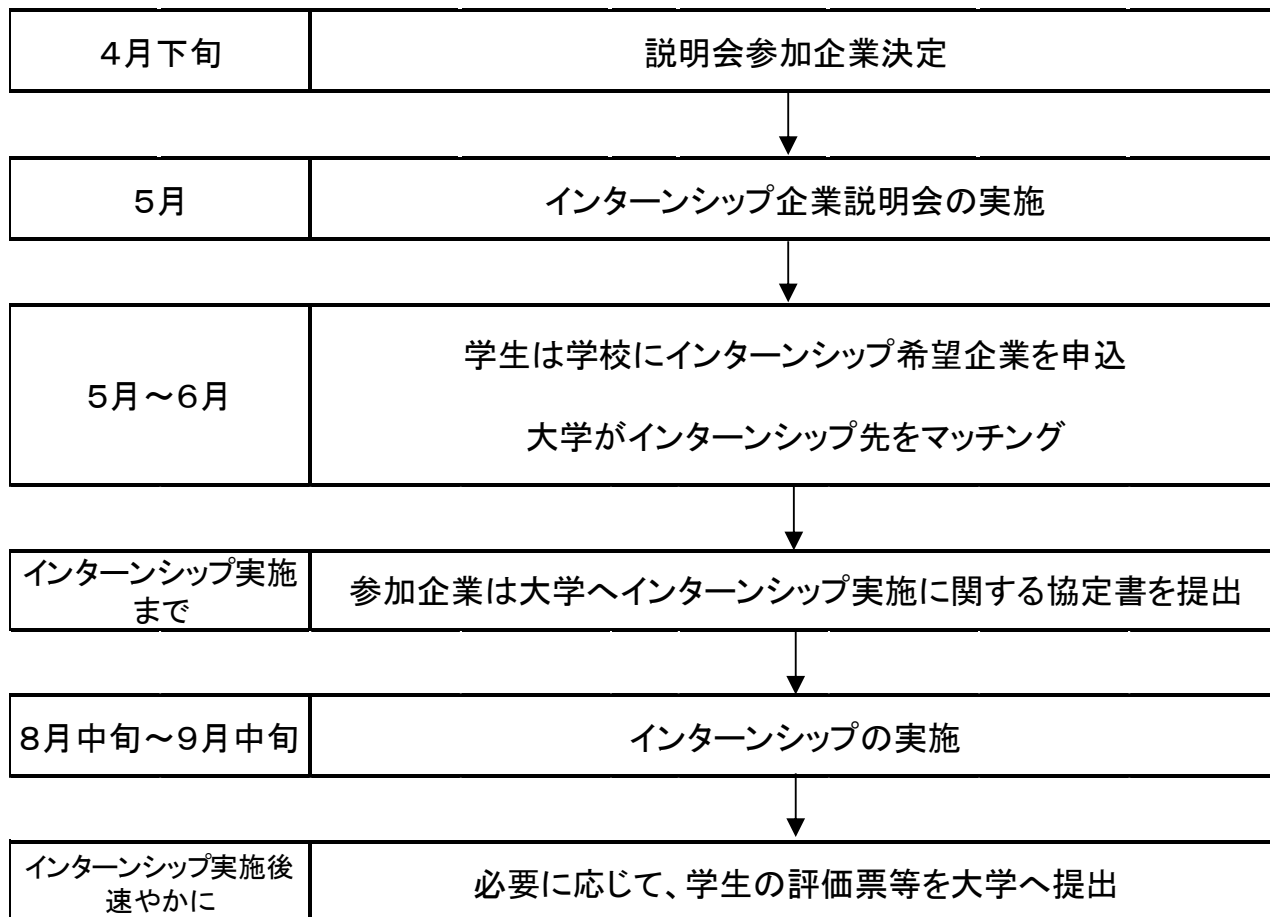 4月下旬
説明会参加企業決定
5月
インターンシップ企業説明会の実施
5月～6月
学生は学校にインターンシップ希望企業を申込
大学がインターンシップ先をマッチング
インターンシップ実施
まで
参加企業は大学へインターンシップ実施に関する協定書を提出
8月中旬～9月中旬
インターンシップの実施
インターンシップ実施後
速やかに
必要に応じて、学生の評価票等を大学へ提出